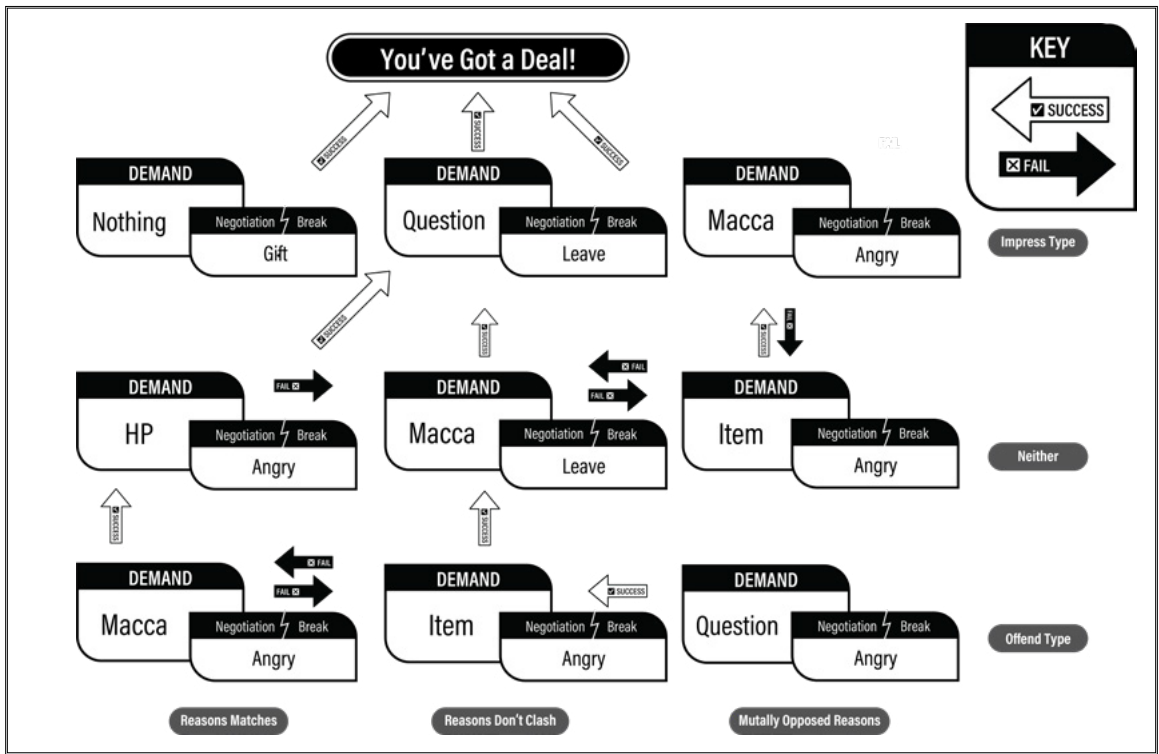 You've Got a Deal!
KEY
SUCCESS
FAIL
SUCCESS
SUCCESS
SUCCESS
DEMAND
Nothing
Negotiation Break
Gift
DEMAND
Question
Negotiation Break
Leave
DEMAND
Macca
Negotiation Break
Angry
Impress Type
SUCCESS
SUCCESS
SUCCESS
FAIL
DEMAND
HP
Negotiation Break
Angry
FAIL
DEMAND
Macca
Negotiation Break
Leave
FAIL
FAIL
DEMAND
Item
Negotiation Break
Angry
Neither
SUCCESS
SUCCESS
DEMAND
Macca
Negotiation Break
Angry
FAIL
FAIL
DEMAND
Item
Negotiation Break
Angry
SUCCESS
DEMAND
Question
Negotiation Break
Angry
Offend Type
Reasons Matches
Reasons Don't Clash
Mutally Opposed Reasons